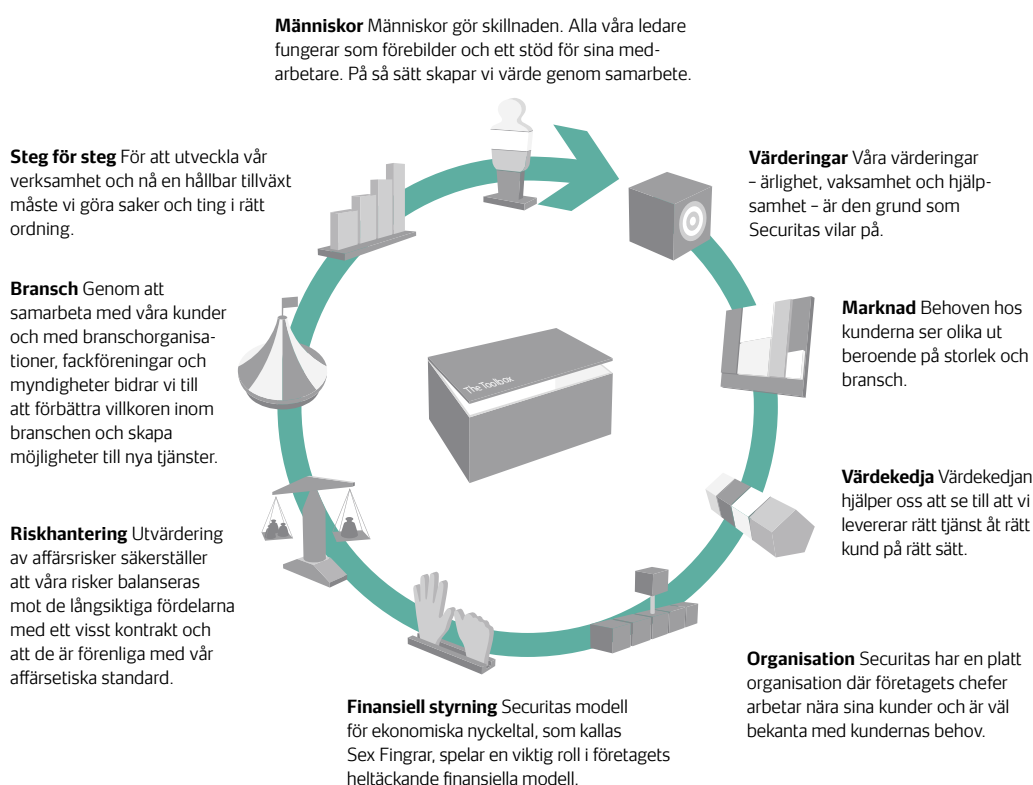 Människor Människor gör skillnaden. Alla våra ledare
fungerar som förebilder och ett stöd för sina med-
arbetare. På så sätt skapar vi värde genom samarbete.
Värderingar Våra värderingar
– ärlighet, vaksamhet och hjälp-
samhet – är den grund som
Securitas vilar på.
Marknad Behoven hos
kunderna ser olika ut
beroende på storlek och
bransch.
Värdekedja Värdekedjan
hjälper oss att se till att vi
levererar rätt tjänst åt rätt
kund på rätt sätt.
Organisation Securitas har en platt
organisation där företagets chefer
arbetar nära sina kunder och är väl
bekanta med kundernas behov.
Finansiell styrning Securitas modell
för ekonomiska nyckeltal, som kallas
Sex Fingrar, spelar en viktig roll i företagets
heltäckande finansiella modell.
Riskhantering Utvärdering
av affärsrisker säkerställer
att våra risker balanseras
mot de långsiktiga fördelarna
med ett visst kontrakt och
att de är förenliga med vår
affärsetiska standard.
Bransch Genom att
samarbeta med våra kunder
och med branschorganisa-
tioner, fackföreningar och
myndigheter bidrar vi till
att förbättra villkoren inom
branschen och skapa
möjligheter till nya tjänster.
Steg för steg För att utveckla vår
verksamhet och nå en hållbar tillväxt
måste vi göra saker och ting i rätt
ordning.
The Toolbox